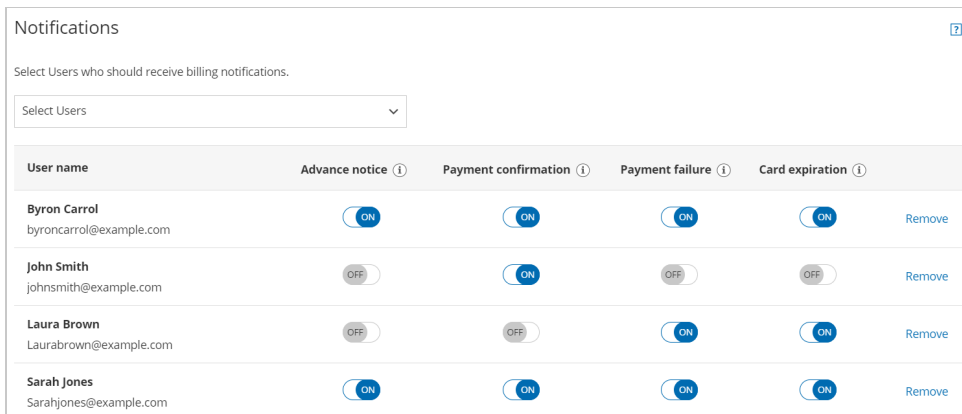 Notifications
?
Select Users who should receive billing notifications.
Select Users
User name Advance notice i Payment confirmation i Payment failure i Card expiration i
Byron Carrol
ON ON ON ON Remove
byroncarrol@example.com
John Smith
OFF ON OFF OFF Remove
johnsmith@example.com
Laura Brown
OFF OFF ON ON Remove
Laurabrown@example.com
Sarah Jones
ON ON ON ON Remove
Sarahjones@example.com